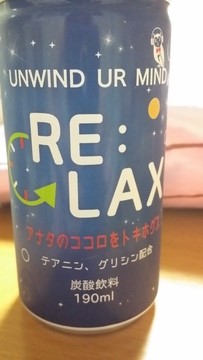 UNWIND UR MIND
RE:
LAX
アナタのココロをトキホグス
テアニン、グリシン配合
炭酸飲料
190ml